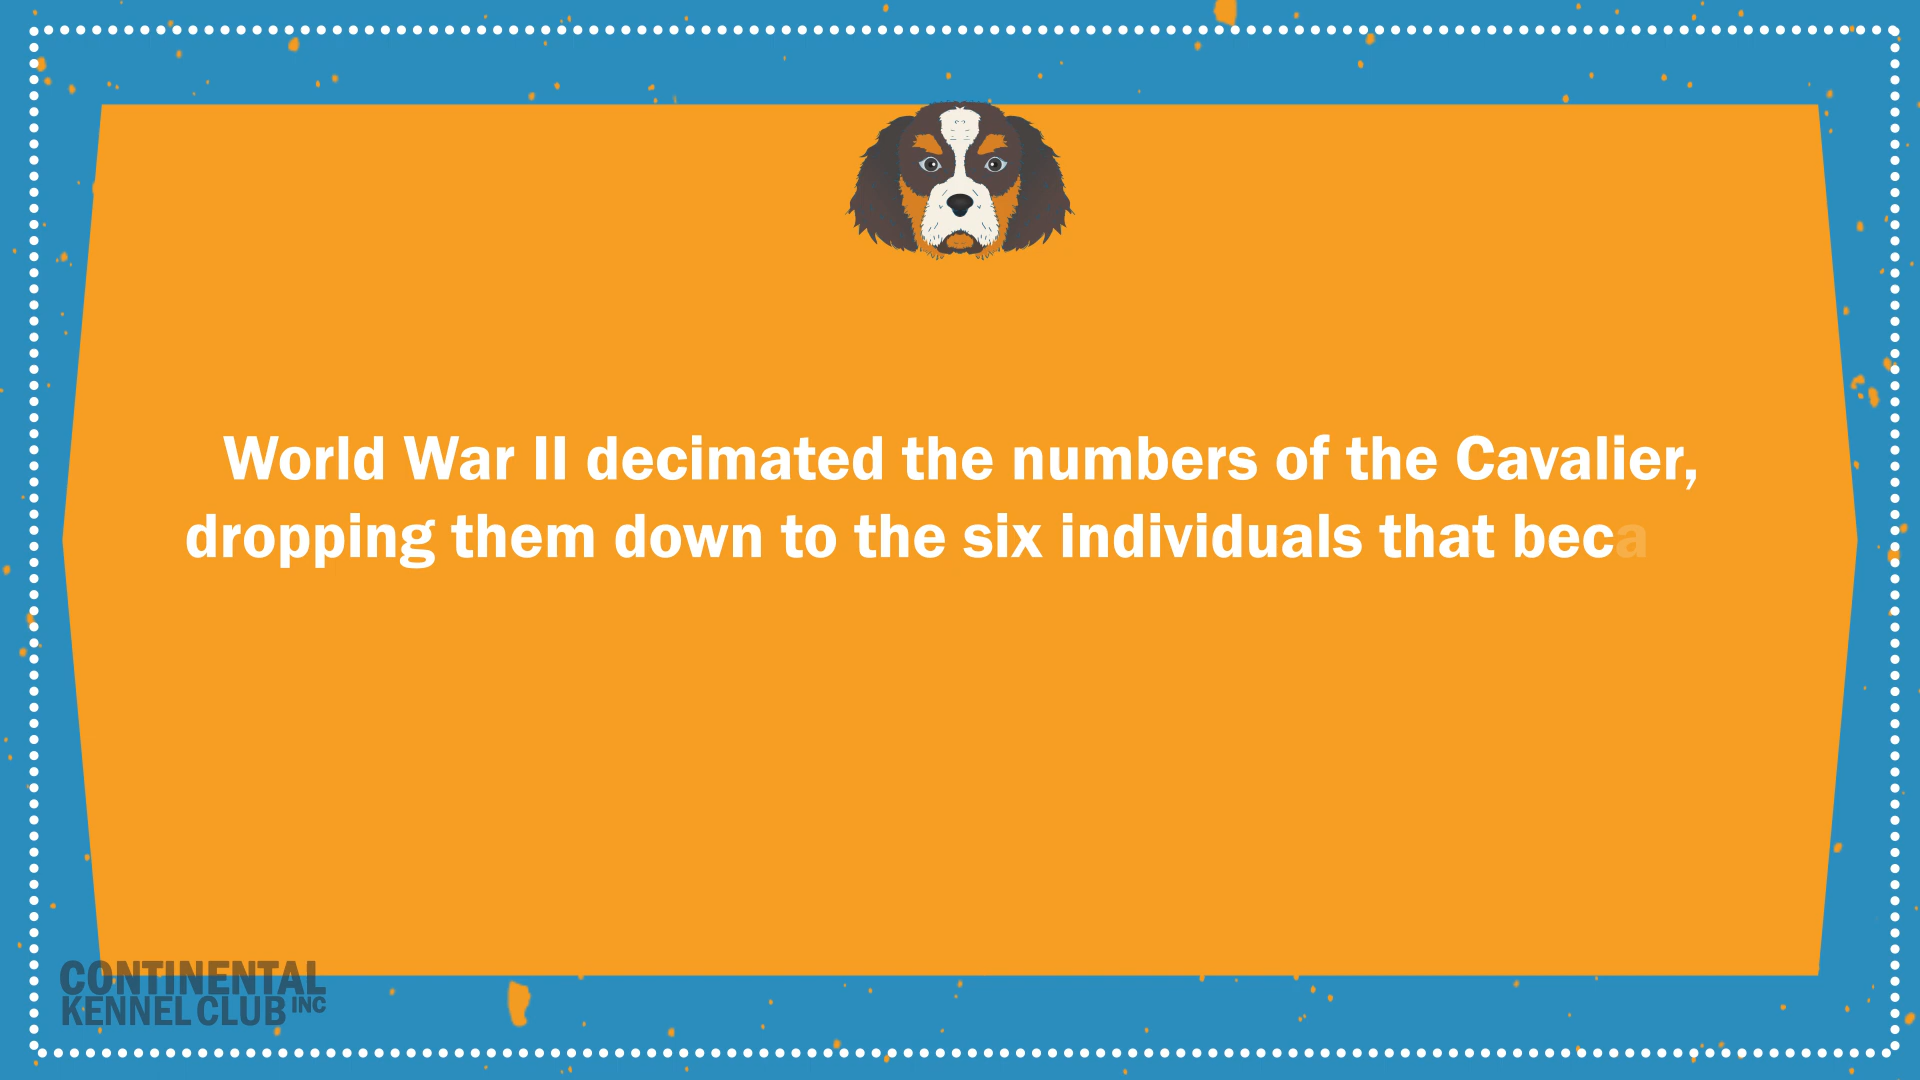 World War II decimated the numbers of the Cavalier,
dropping them down to the six individuals that beca
CONTINENTAL
KENNEL CLUB INC